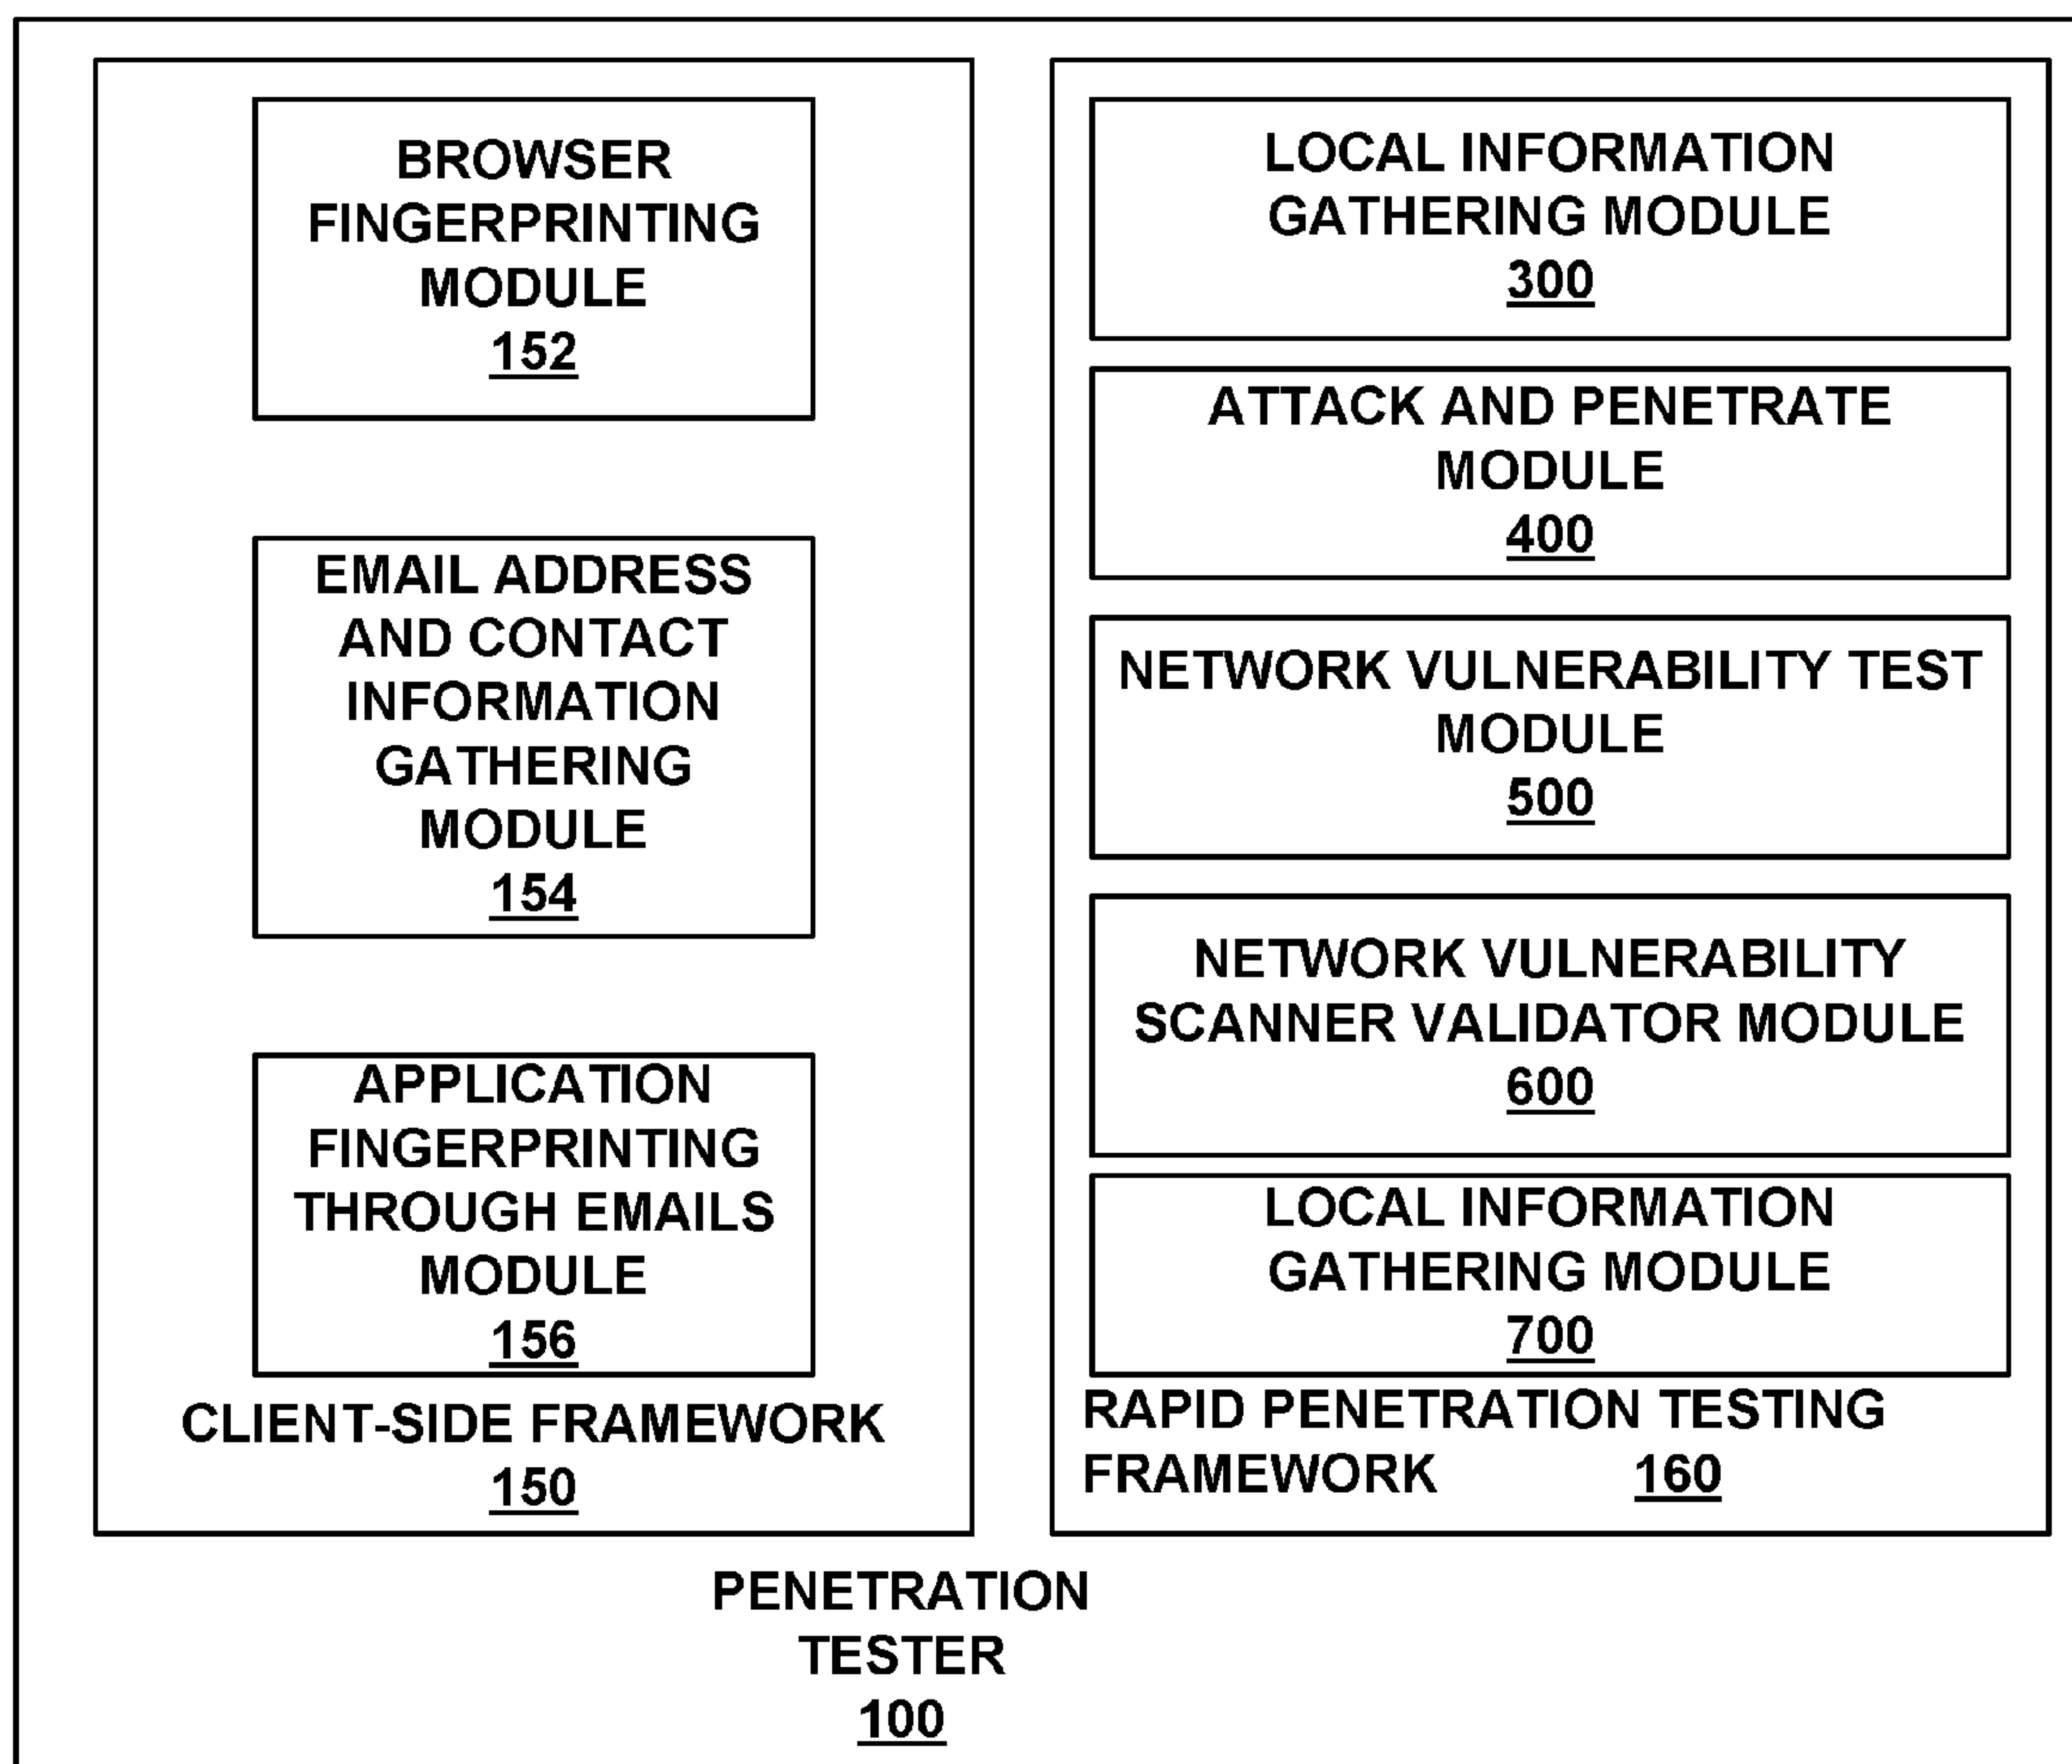 BROWSER
FINGERPRINTING
MODULE
152
EMAIL ADDRESS
AND CONTACT
INFORMATION
GATHERING
MODULE
154
APPLICATION
FINGERPRINTING
THROUGH EMAILS
MODULE
156
CLIENT-SIDE FRAMEWORK
150
LOCAL INFORMATION
GATHERING MODULE
300
ATTACK AND PENETRATE
MODULE
400
NETWORK VULNERABILITY TEST
MODULE
500
NETWORK VULNERABILITY
SCANNER VALIDATOR MODULE
600
LOCAL INFORMATION
GATHERING MODULE
700
RAPID PENETRATION TESTING
FRAMEWORK 160
PENETRATION
TESTER
100